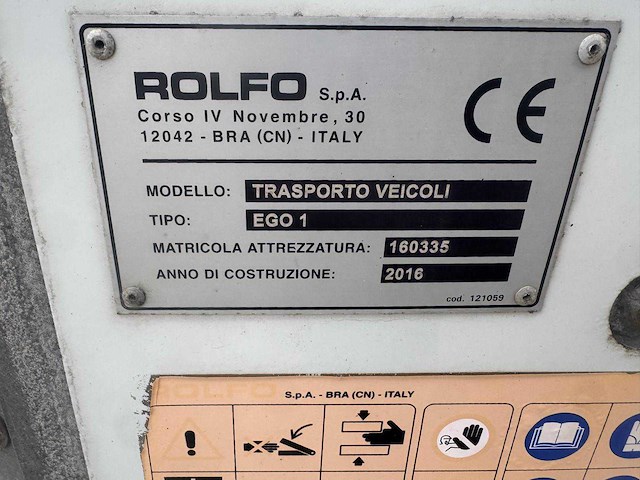 ROLFO S.p.A.
Corso IV Novembre, 30
12042 - BRA (CN) - ITALY
CE
MODELLO: TRASPORTO VEICOLI
TIPO: EGO 1
MATRICOLA ATTREZZATURA: 160335
ANNO DI COSTRUZIONE: 2016
cod. 121059
ROLFO S.p.A. - BRA (CN) - ITALY